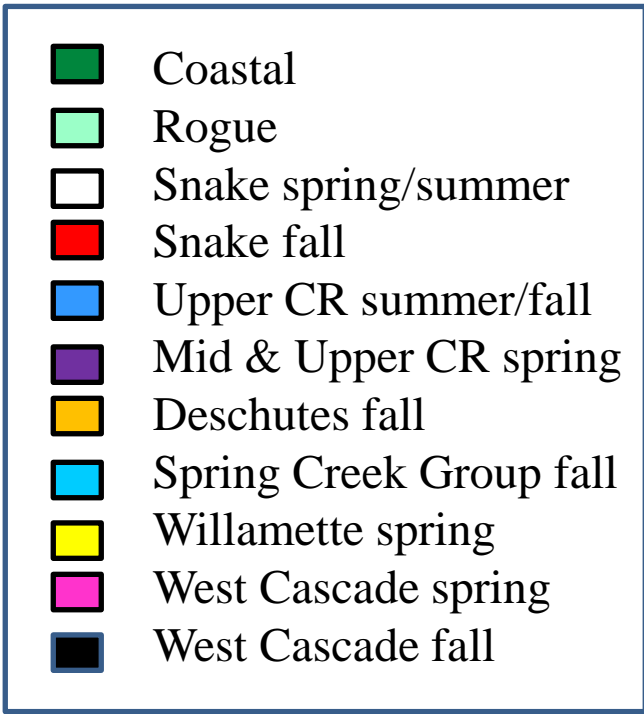 Coastal
Rogue
Snake spring/summer
Snake fall
Upper CR summer/fall
Mid & Upper CR spring
Deschutes fall
Spring Creek Group fall
Willamette spring
West Cascade spring
West Cascade fall